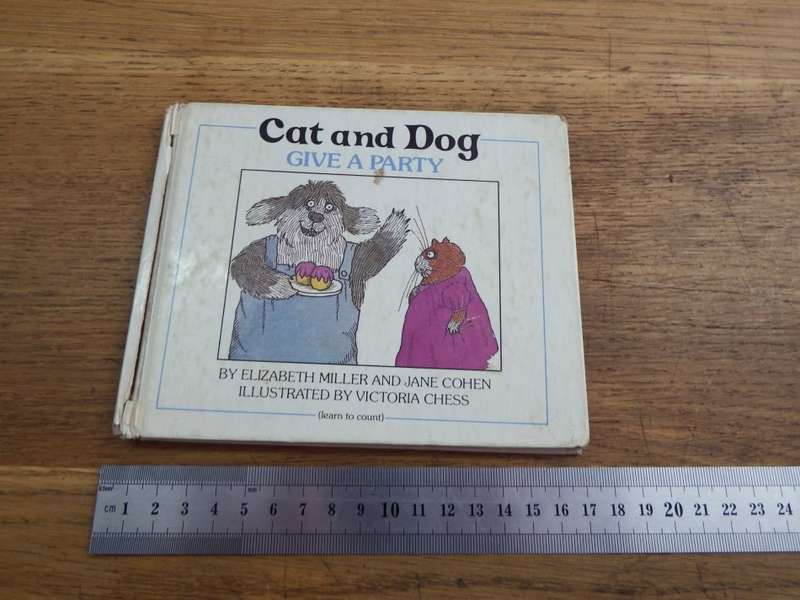 Cat and Dog
GIVE A PARTY
BY ELIZABETH MILLER AND JANE COHEN
ILLUSTRATED BY VICTORIA CHESS
(learn to count)
cm 1 2 3 4 5 6 7 8 9 10 11 12 13 14 15 16 17 18 19 20 21 22 23 24